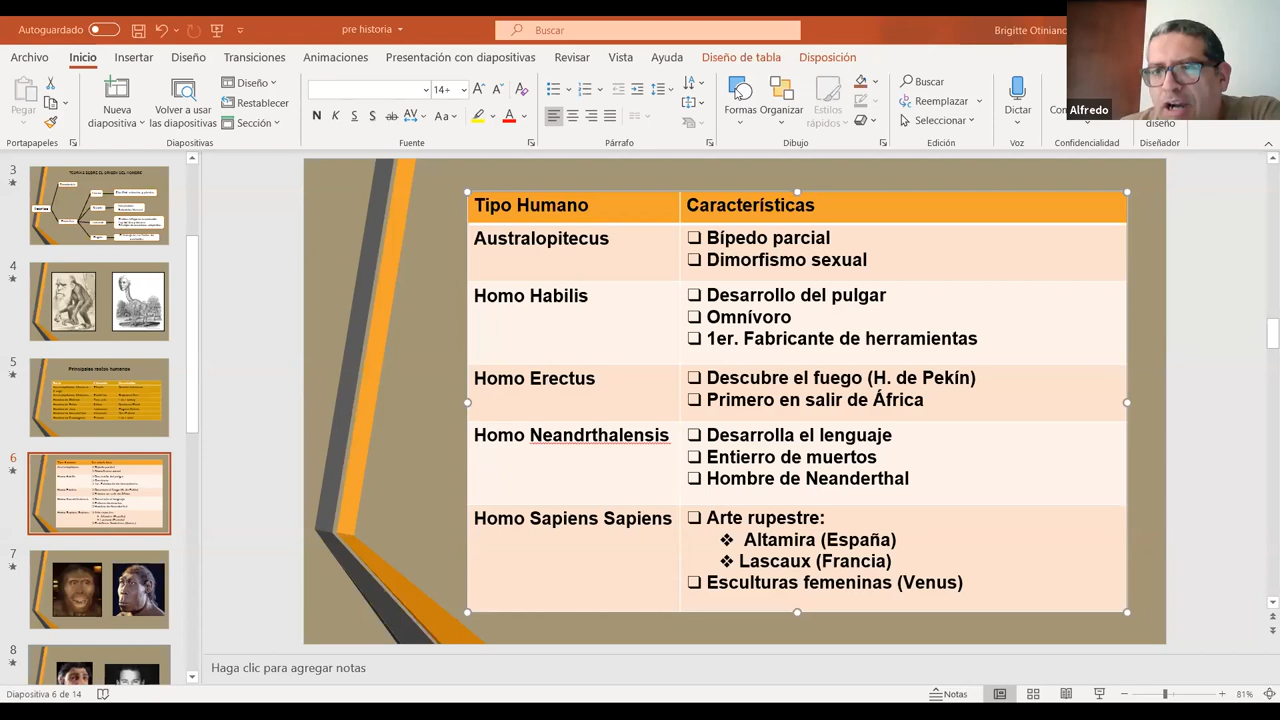 Autoguardado
pre historia
Buscar
Brigitte Otiniano
Archivo Inicio Insertar Diseño Transiciones Animaciones Presentación con diapositivas Revisar Vista Ayuda Diseño de tabla Disposición
Pegar
Nueva
diapositiva
Volver a usar
las diapositivas
Diseño
Restablecer
Sección
14+
N K S S ab AV Aa A
A A
Formas
Organizar
Estilos
rápidos
Buscar
Reemplazar
Seleccionar
Dictar
diseño
Alfredo
Portapapeles Diapositivas Fuente Párrafo Dibujo Edición Voz Confidencialidad Diseñador
3
4
5
Principales restos humanos
6
7
8
Tipo Humano Características
Australopitecus ❑ Bípedo parcial
❑ Dimorfismo sexual
Homo Habilis ❑ Desarrollo del pulgar
❑ Omnívoro
❑ 1er. Fabricante de herramientas
Homo Erectus ❑ Descubre el fuego (H. de Pekín)
❑ Primero en salir de África
Homo Neandrthalensis ❑ Desarrolla el lenguaje
❑ Entierro de muertos
❑ Hombre de Neanderthal
Homo Sapiens Sapiens ❑ Arte rupestre:
❖ Altamira (España)
❖ Lascaux (Francia)
❑ Esculturas femeninas (Venus)
Haga clic para agregar notas
Diapositiva 6 de 14
Notas
81%